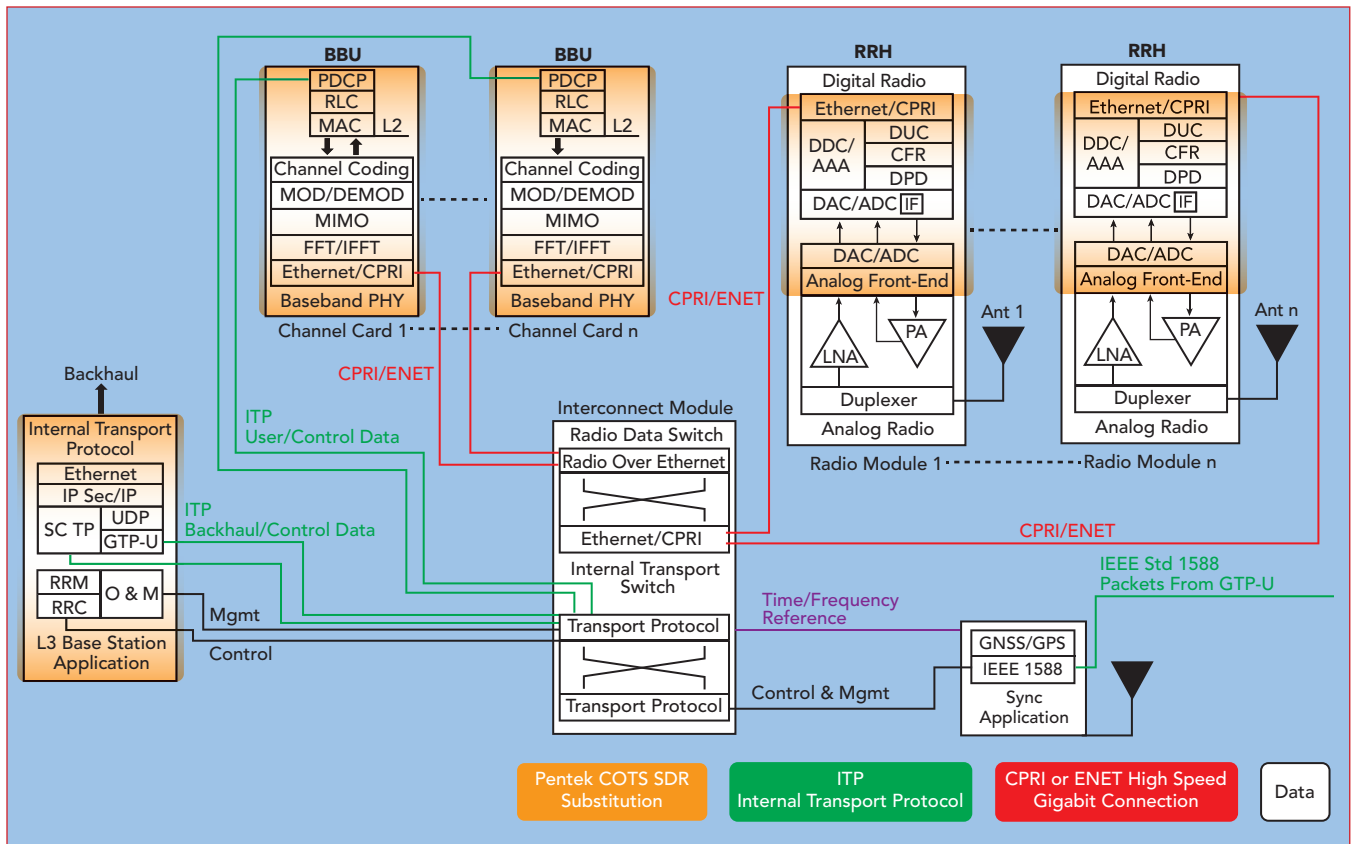 BBU
PDCP
RLC
MAC
L2
Channel Coding
MOD/DEMOD
MIMO
FFT/IFFT
Ethernet/CPRI
Baseband PHY
Channel Card 1
BBU
PDCP
RLC
MAC
L2
Channel Coding
MOD/DEMOD
MIMO
FFT/IFFT
Ethernet/CPRI
Baseband PHY
Channel Card n
RRH
Digital Radio
Ethernet/CPRI
DDC/
AAA
DUC
CFR
DPD
DAC/ADC IF
DAC/ADC
Analog Front-End
LNA
PA
Duplexer
Analog Radio
Radio Module 1
Ant 1
RRH
Digital Radio
Ethernet/CPRI
DDC/
AAA
DUC
CFR
DPD
DAC/ADC IF
DAC/ADC
Analog Front-End
LNA
PA
Duplexer
Analog Radio
Radio Module n
Ant n
CPRI/ENET
CPRI/ENET
CPRI/ENET
Backhaul
Internal Transport
Protocol
Ethernet
IP Sec/IP
SC TP
UDP
GTP-U
RRM
RRC
O & M
L3 Base Station
Application
ITP
User/Control Data
ITP
Backhaul/Control Data
Mgmt
Control
Interconnect Module
Radio Data Switch
Radio Over Ethernet
Ethernet/CPRI
Internal Transport
Switch
Transport Protocol
Transport Protocol
Time/Frequency
Reference
Control & Mgmt
IEEE Std 1588
Packets From GTP-U
GNSS/GPS
IEEE 1588
Sync
Application
Pentek COTS SDR
Substitution
ITP
Internal Transport Protocol
CPRI or ENET High Speed
Gigabit Connection
Data